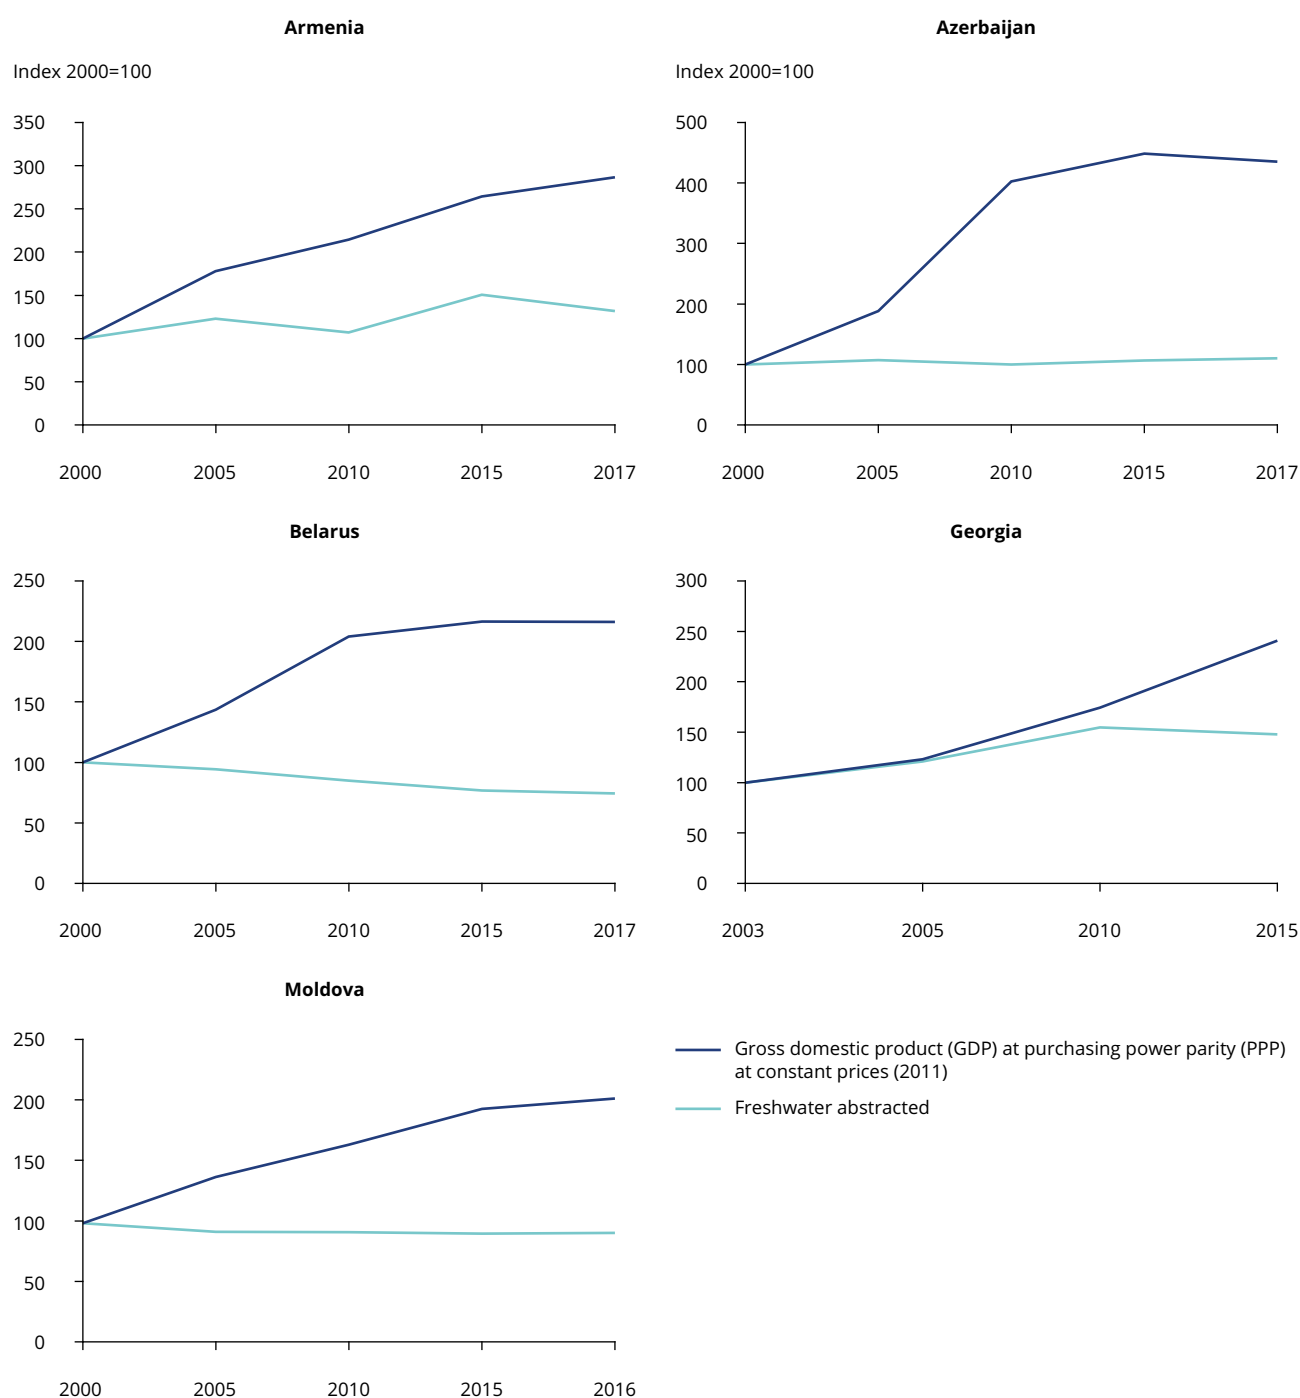 Armenia
Index 2000=100
350
300
250
200
150
100
50
0
2000 2005 2010 2015 2017
Azerbaijan
Index 2000=100
500
400
300
200
100
0
2000 2005 2010 2015 2017
Belarus
250
200
150
100
50
0
2000 2005 2010 2015 2017
Georgia
300
250
200
150
100
50
0
2003 2005 2010 2015
Moldova
250
200
150
100
50
0
2000 2005 2010 2015 2016
Gross domestic product (GDP) at purchasing power parity (PPP)
at constant prices (2011)
Freshwater abstracted